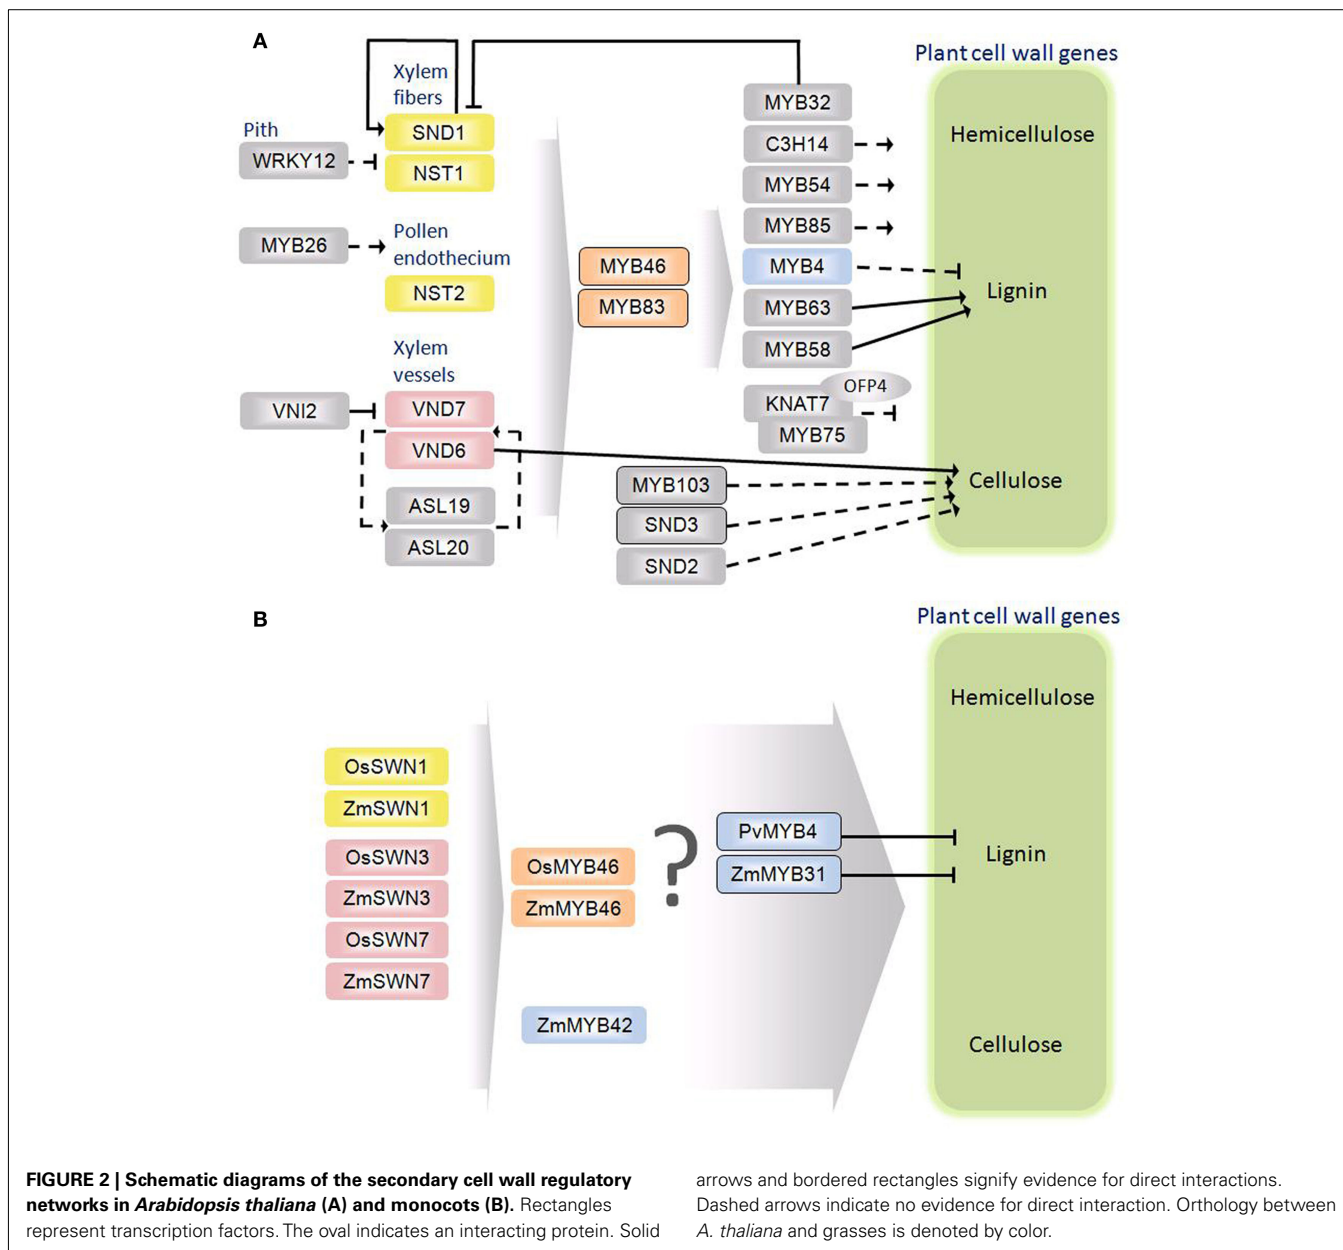 A
Plant cell wall genes
Xylem
fibers
Pith
SND1
WRKY12
NST1
MYB26
Pollen
endothecium
NST2
Xylem
vessels
VNI2
VND7
VND6
ASL19
ASL20
MYB46
MYB83
MYB32
C3H14
MYB54
MYB85
MYB4
MYB63
MYB58
OFP4
KNAT7
MYB75
MYB103
SND3
SND2
Hemicellulose
Lignin
Cellulose
B
Plant cell wall genes
OsSWN1
ZmSWN1
OsSWN3
ZmSWN3
OsSWN7
ZmSWN7
OsMYB46
ZmMYB46
ZmMYB42
?
PvMYB4
ZmMYB31
Hemicellulose
Lignin
Cellulose
FIGURE 2 | Schematic diagrams of the secondary cell wall regulatory
networks in Arabidopsis thaliana (A) and monocots (B). Rectangles
represent transcription factors. The oval indicates an interacting protein. Solid
arrows and bordered rectangles signify evidence for direct interactions.
Dashed arrows indicate no evidence for direct interaction. Orthology between
A. thaliana and grasses is denoted by color.